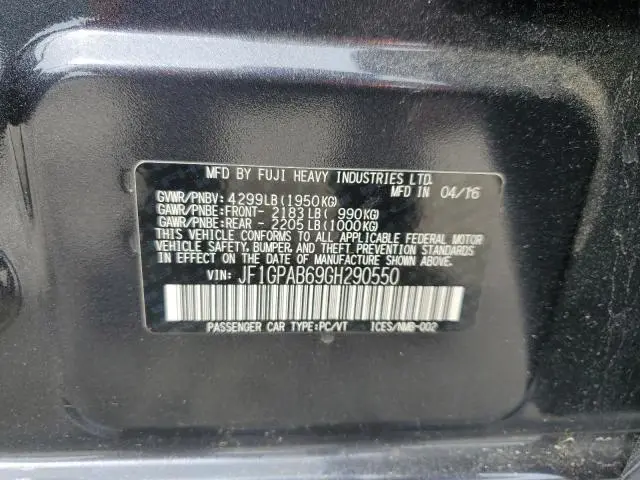 MFD BY FUJI HEAVY INDUSTRIES LTD.
MFD IN 04/16
GVWR/PNBV: 4299LB(1950KG)
GAWR/PNBE:FRONT- 2183LB( 990KG)
GAWR/PNBE:REAR - 2205LB(1000KG)
THIS VEHICLE CONFORMS TO ALL APPLICABLE FEDERAL MOTOR
VEHICLE SAFETY, BUMPER, AND THEFT PREVENTION STANDARDS
IN EFFECT ON THE DATE OF MANUFACTURE SHOWN ABOVE.
VIN: JF1GPAB69GH290550
PASSENGER CAR TYPE:PC/VT ICES/NMB-002